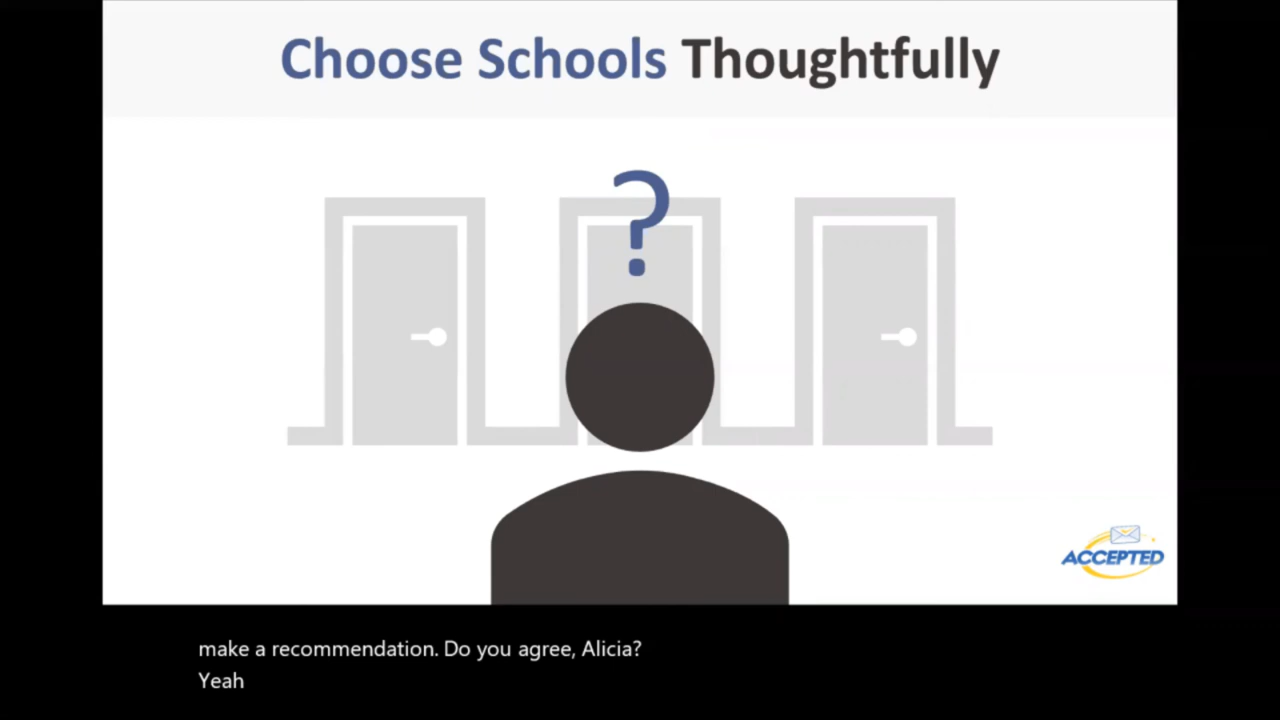 Choose Schools Thoughtfully
?
ACCEPTED
make a recommendation. Do you agree, Alicia?
Yeah